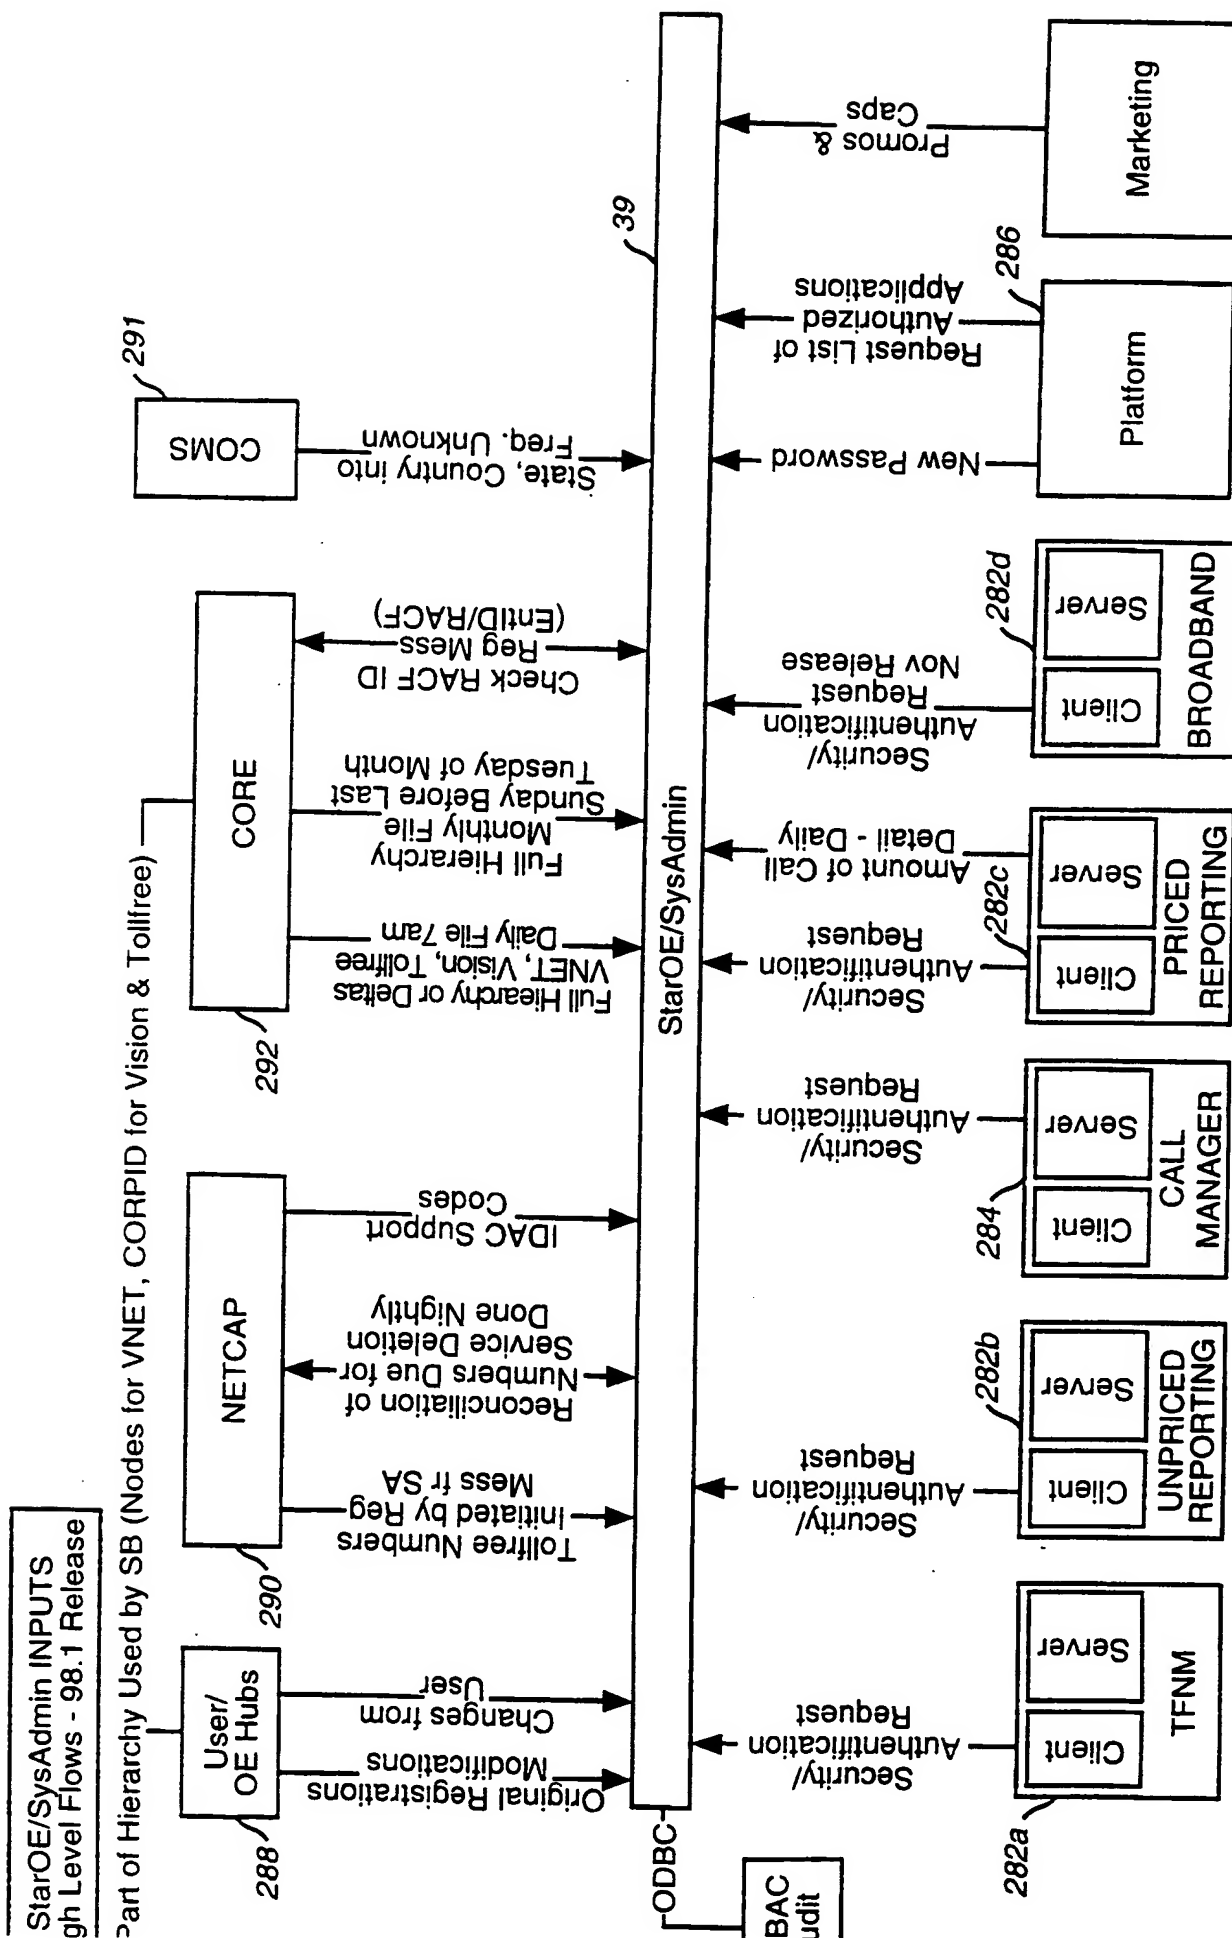 StarOE/SysAdmin INPUTS
gh Level Flows - 98.1 Release
Part of Hierarchy Used by SB (Nodes for VNET, CORPID for Vision & Tollfree)
User/
OE Hubs
288
Original Registrations
Modifications
Changes from
User
NETCAP
290
Tollfree Numbers
Initiated by Reg
Mess fr SA
Reconciliation of
Numbers Due for
Service Deletion
Done Nightly
IDAC Support
Codes
CORE
292
Full Hiearchy or Deltas
VNET, Vision, Tollfree
Daily File 7am
Full Hierarchy
Monthly File
Sunday Before Last
Tuesday of Month
Check RACF ID
Reg Mess
(EntID/RACF)
COMS
291
State, Country into
Freq. Unknown
ODBC
StarOE/SysAdmin
39
BAC
udit
Security/
Authentification
Request
282a
Client
Server
TFNM
Security/
Authentification
Request
282b
Client
Server
UNPRICED
REPORTING
Security/
Authentification
Request
284
Client
Server
CALL
MANAGER
Security/
Authentification
Request
Amount of Call
Detail - Daily
282c
Client
Server
PRICED
REPORTING
Security/
Authentification
Request
Nov Release
282d
Client
Server
BROADBAND
New Password
Request List of
Authorized
Applications
286
Platform
Promos &
Caps
Marketing